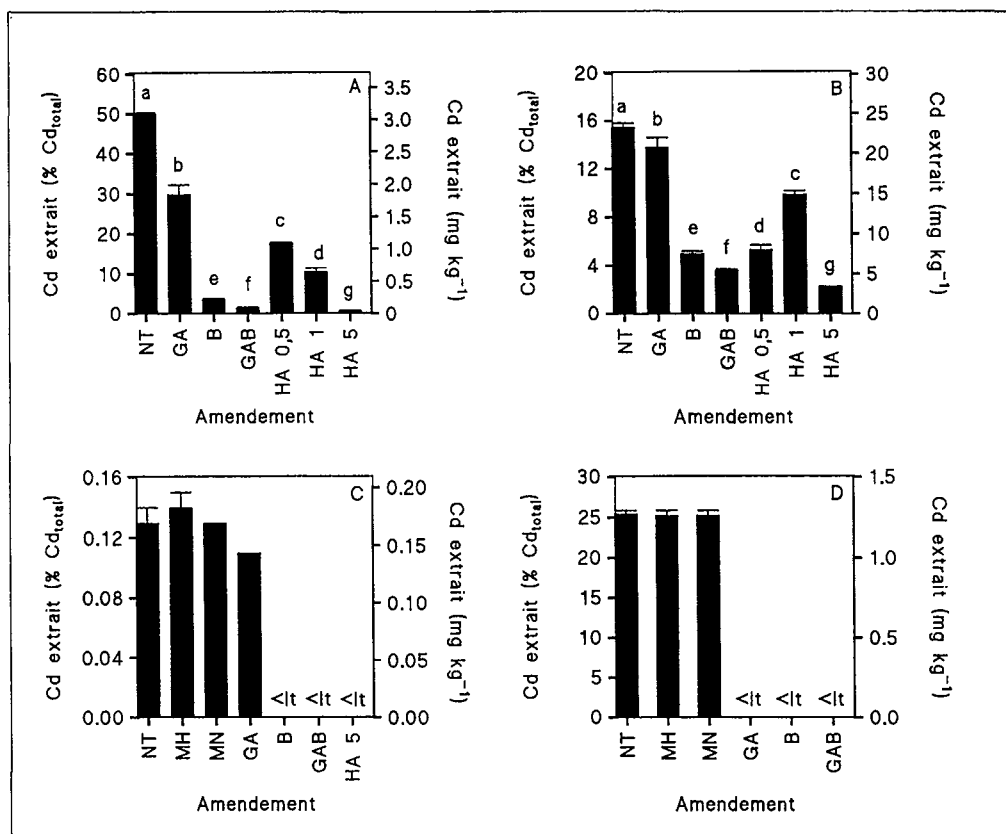 A
Cd extrait (% Cdtotal)
60
50
40
30
20
10
0
a
b
e
f
c
d
g
3.5
3.0
2.5
2.0
1.5
1.0
0.5
0.0
Cd extrait (mg kg⁻¹)
NT
GA
B
GAB
HA 0,5
HA 1
HA 5
Amendement
B
Cd extrait (% Cdtotal)
20
16
12
8
4
0
a
b
e
f
d
c
g
30
25
20
15
10
5
0
Cd extrait (mg kg⁻¹)
NT
GA
B
GAB
HA 0,5
HA 1
HA 5
Amendement
C
Cd extrait (% Cdtotal)
0.16
0.12
0.08
0.04
0.00
<lt <lt <lt
0.20
0.15
0.10
0.05
0.00
Cd extrait (mg kg⁻¹)
NT
MH
MN
GA
B
GAB
HA 5
Amendement
D
Cd extrait (% Cdtotal)
30
25
20
15
10
5
0
<lt <lt <lt
1.5
1.0
0.5
0.0
Cd extrait (mg kg⁻¹)
NT
MH
MN
GA
B
GAB
Amendement